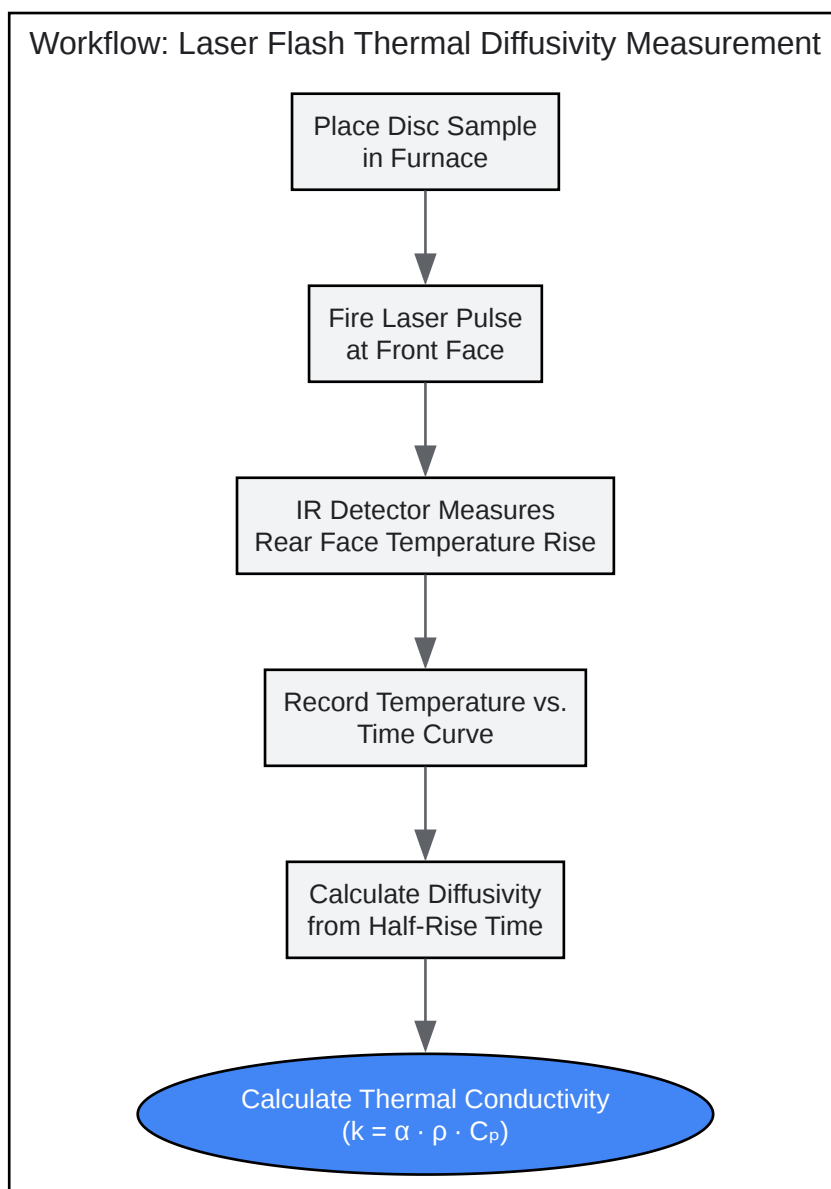 Workflow: Laser Flash Thermal Diffusivity Measurement
Place Disc Sample
in Furnace
Fire Laser Pulse
at Front Face
IR Detector Measures
Rear Face Temperature Rise
Record Temperature vs.
Time Curve
Calculate Diffusivity
from Half-Rise Time
Calculate Thermal Conductivity
(k = α · ρ · Cₚ)